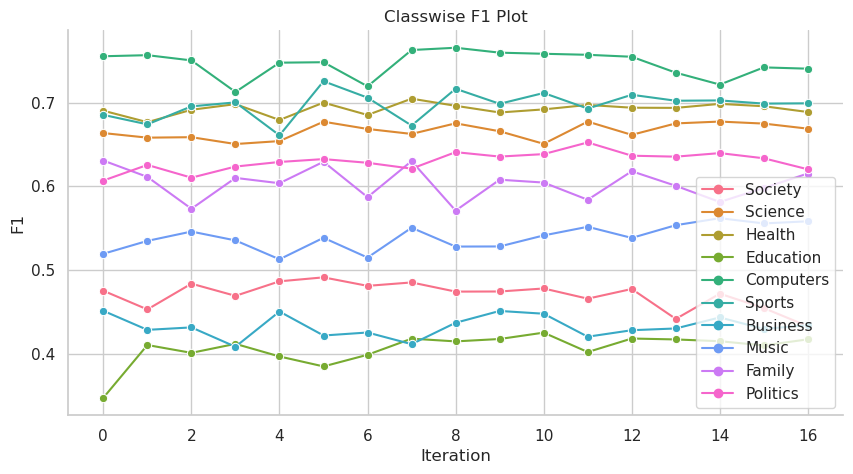 Classwise F1 Plot
F1
0.7
0.6
0.5
0.4
Society
Science
Health
Education
Computers
Sports
Business
Music
Family
Politics
0 2 4 6 8 10 12 14 16
Iteration